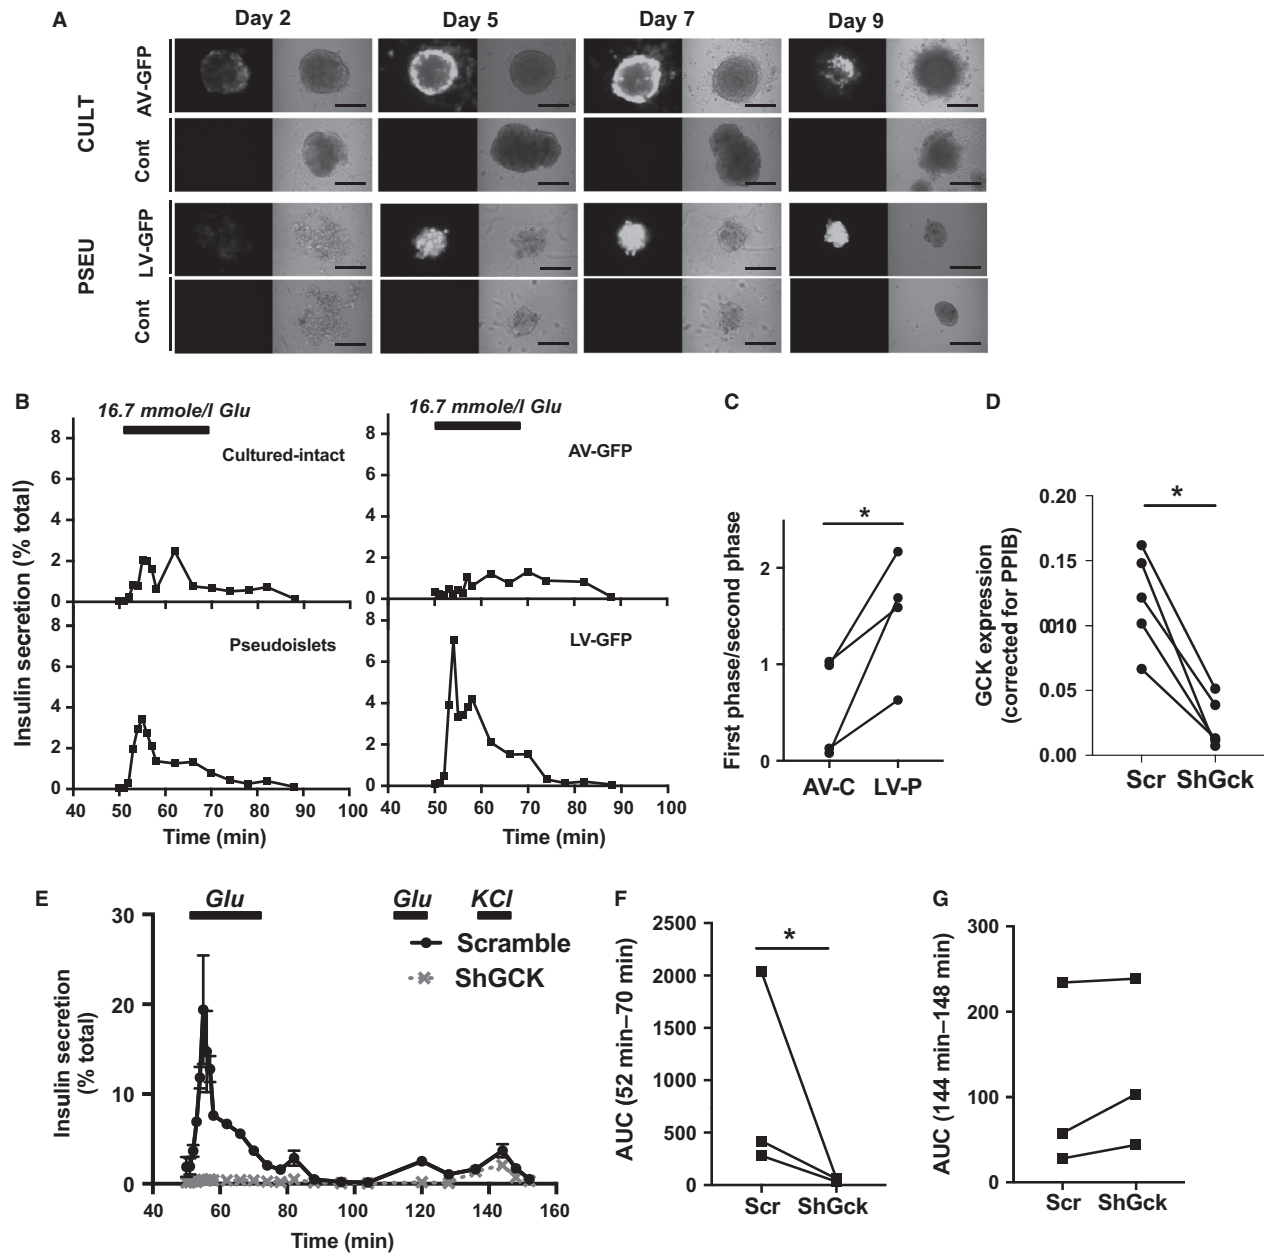 A
Day 2
Day 5
Day 7
Day 9
CULT
AV-GFP
Cont
PSEU
LV-GFP
Cont
B
16.7 mmole/l Glu
16.7 mmole/l Glu
Cultured-intact
AV-GFP
Pseudoislets
LV-GFP
Insulin secretion (% total)
8
6
4
2
0
8
6
4
2
0
8
6
4
2
0
8
6
4
2
0
40 50 60 70 80 90 100
40 50 60 70 80 90 100
Time (min)
Time (min)
C
First phase/second phase
2
1
0
*
AV-C LV-P
D
GCK expression
(corrected for PPIB)
0.20
0.15
0010
0.05
0.00
*
Scr ShGck
E
Glu
Glu
KCl
Scramble
ShGCK
Insulin secretion
(% total)
30
20
10
0
40 60 80 100 120 140 160
Time (min)
F
AUC (52 min–70 min)
2500
2000
1500
1000
500
0
*
Scr ShGck
G
AUC (144 min–148 min)
300
200
100
0
Scr ShGck